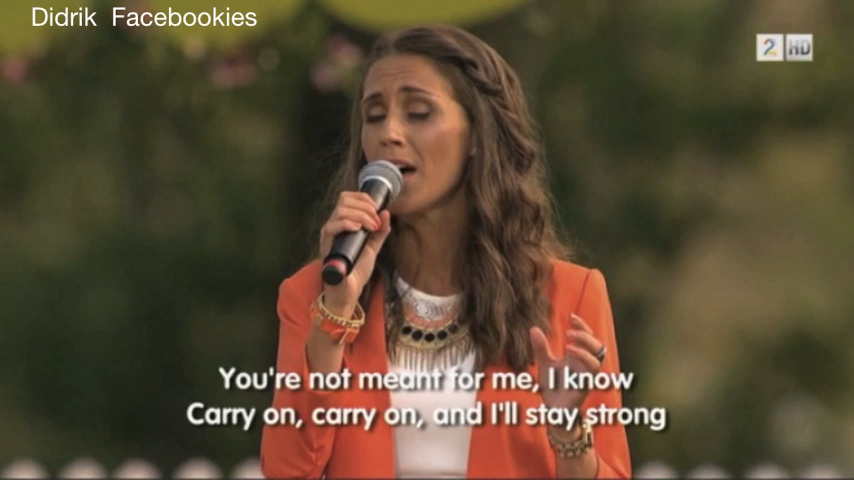 Didrik Facebookies
2 HD
You're not meant for me, I know
Carry on, carry on, and I'll stay strong